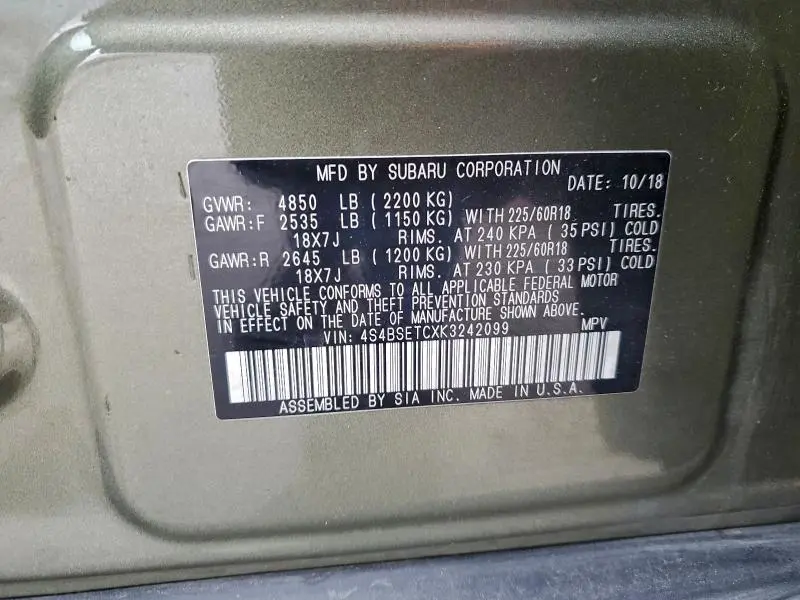 MFD BY SUBARU CORPORATION
DATE: 10/18
GVWR: 4850 LB (2200 KG)
GAWR:F 2535 LB (1150 KG) WITH 225/60R18 TIRES.
18X7J RIMS. AT 240 KPA (35 PSI) COLD
GAWR:R 2645 LB (1200 KG) WITH 225/60R18 TIRES.
18X7J RIMS. AT 230 KPA (33 PSI) COLD
THIS VEHICLE CONFORMS TO ALL APPLICABLE FEDERAL MOTOR
VEHICLE SAFETY AND THEFT PREVENTION STANDARDS
IN EFFECT ON THE DATE OF MANUFACTURE SHOWN ABOVE.
VIN: 4S4BSETCXK3242099 MPV
ASSEMBLED BY SIA INC. MADE IN U.S.A.